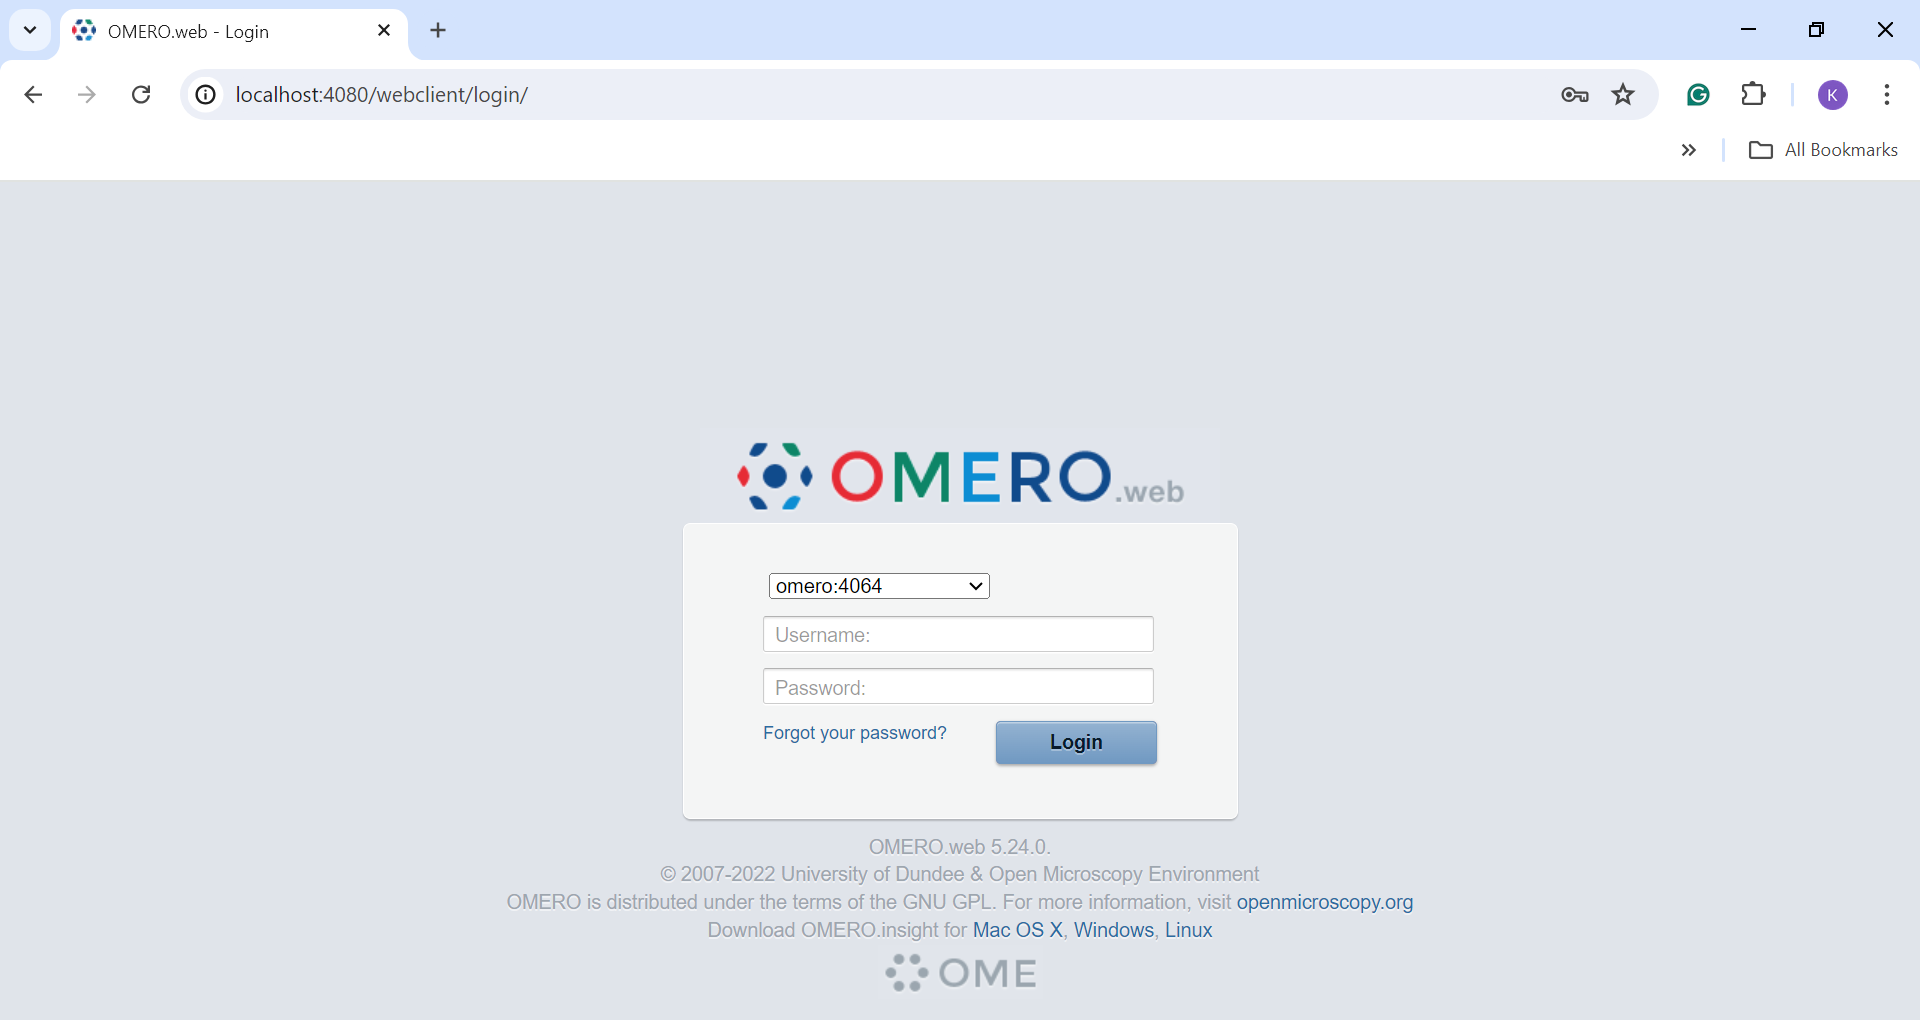 OMERO.web - Login
localhost:4080/webclient/login/
K
All Bookmarks
OMERO.web
omero:4064
Username:
Password:
Forgot your password?
Login
OMERO.web 5.24.0.
© 2007-2022 University of Dundee & Open Microscopy Environment
OMERO is distributed under the terms of the GNU GPL. For more information, visit openmicroscopy.org
Download OMERO.insight for Mac OS X, Windows, Linux
OME